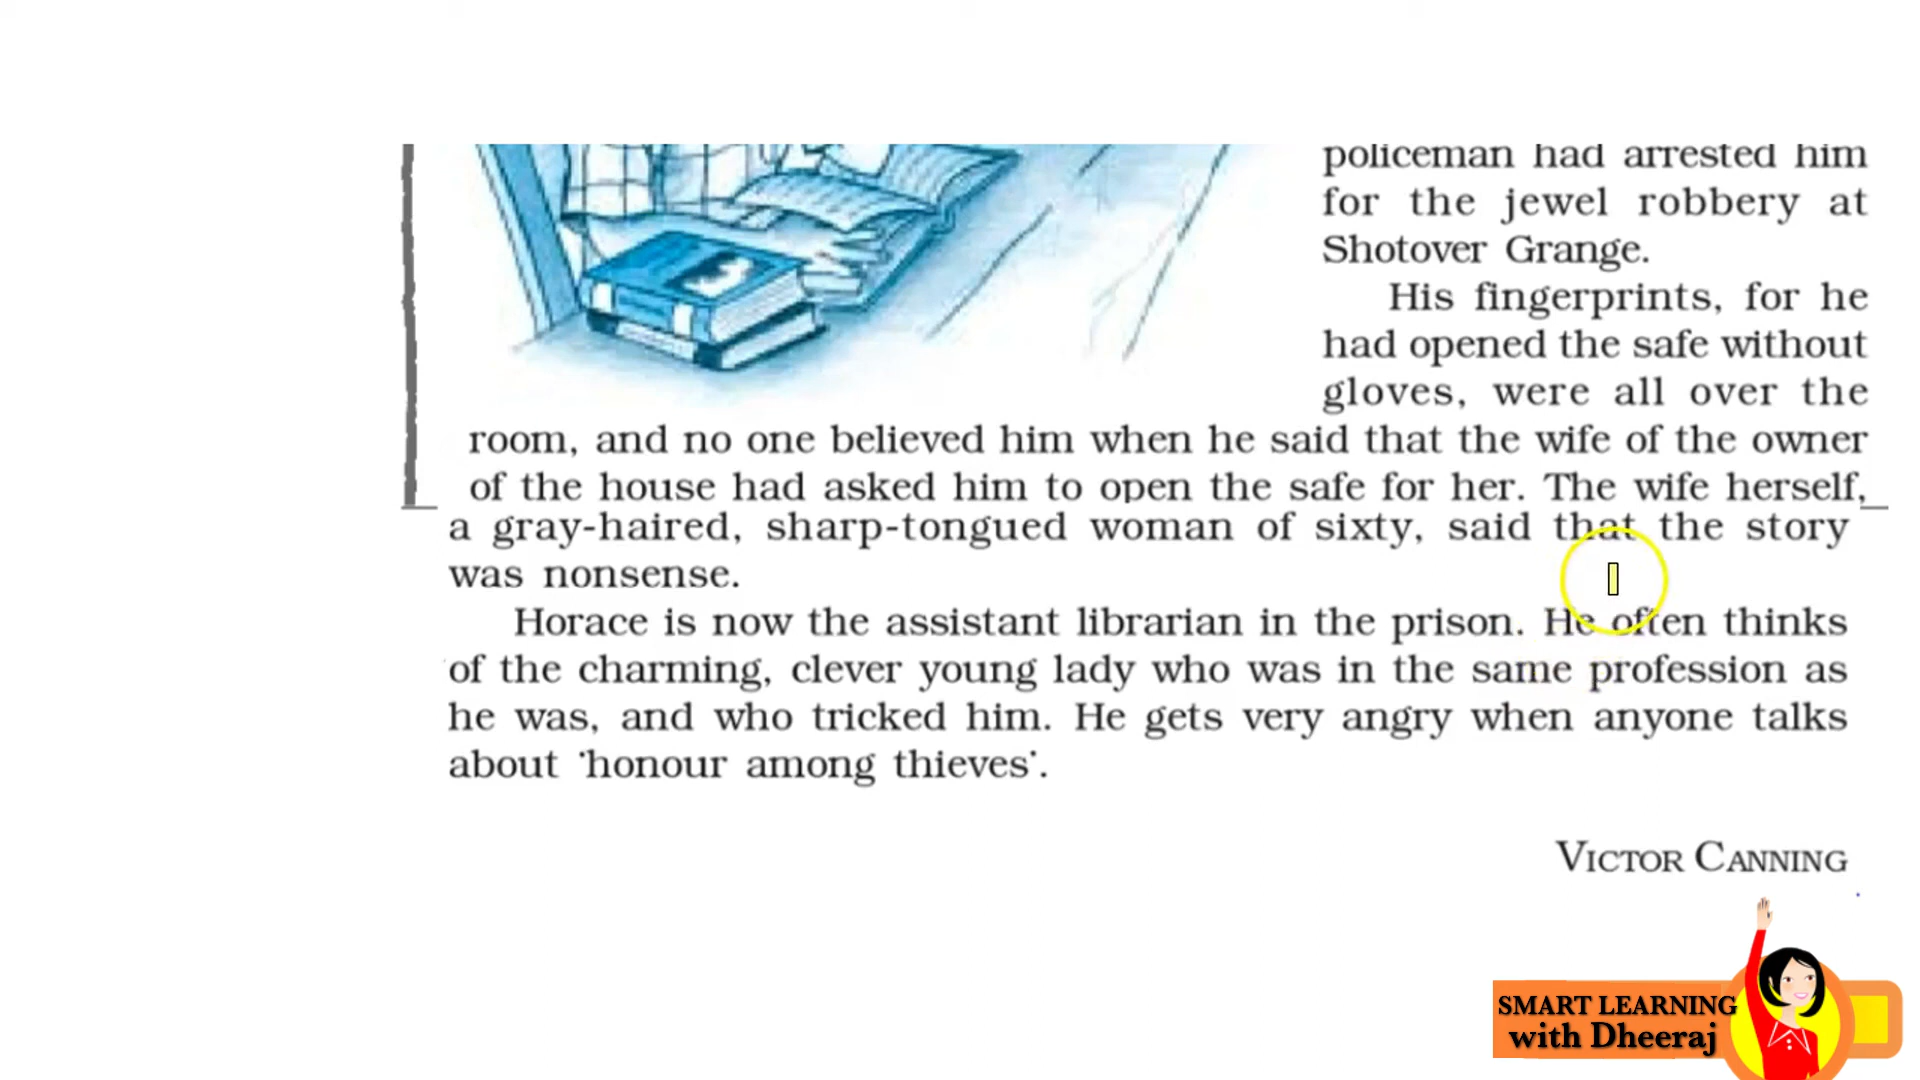 policeman had arrested him
for the jewel robbery at
Shotover Grange.
His fingerprints, for he
had opened the safe without
gloves, were all over the
room, and no one believed him when he said that the wife of the owner
of the house had asked him to open the safe for her. The wife herself,
a gray-haired, sharp-tongued woman of sixty, said that the story
was nonsense.
Horace is now the assistant librarian in the prison. He often thinks
of the charming, clever young lady who was in the same profession as
he was, and who tricked him. He gets very angry when anyone talks
about 'honour among thieves'.
VICTOR CANNING
SMART LEARNING
with Dheeraj